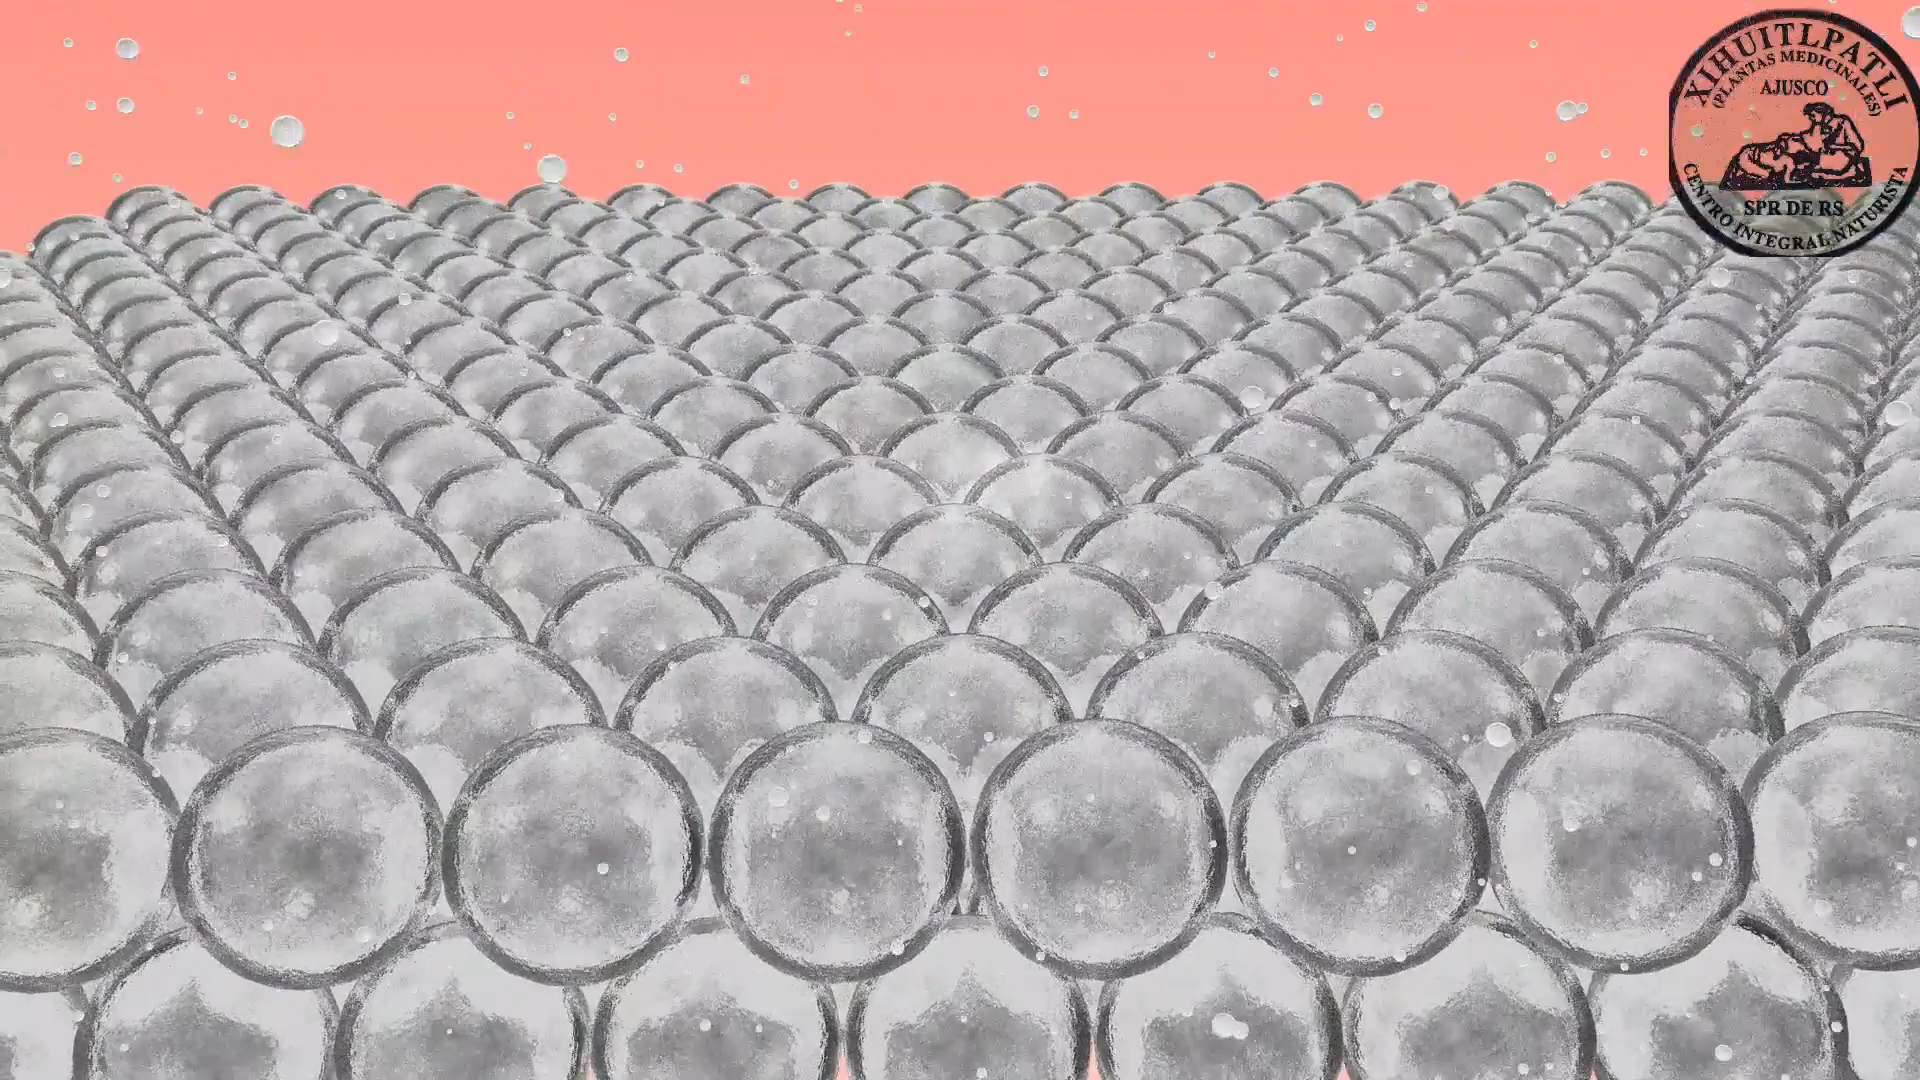 XIHUITLPATLI
(PLANTAS MEDICINALES)
AJUSCO
SPR DE RS
CENTRO INTEGRAL NATURISTA